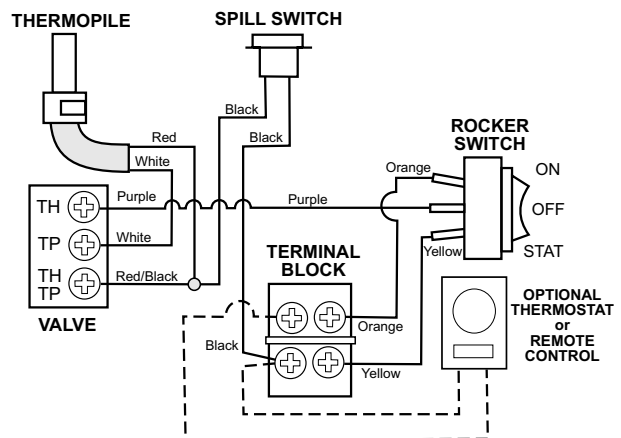 THERMOPILE
SPILL SWITCH
Black
Black
Red
White
ROCKER
SWITCH
Orange
ON
OFF
STAT
TH
Purple
Purple
TP
White
Yellow
TH
TP
Red/Black
VALVE
TERMINAL
BLOCK
OPTIONAL
THERMOSTAT
or
REMOTE
CONTROL
Orange
Black
Yellow